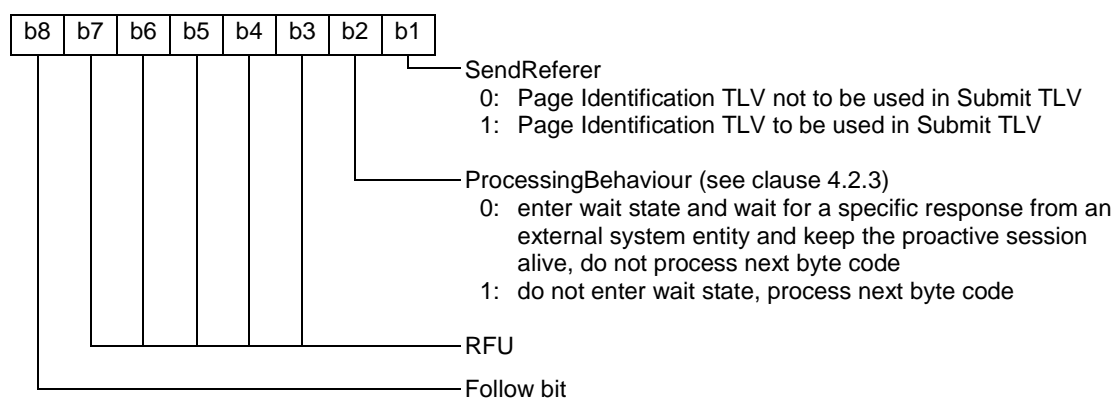 b8 b7 b6 b5 b4 b3 b2 b1
SendReferer
0: Page Identification TLV not to be used in Submit TLV
1: Page Identification TLV to be used in Submit TLV
ProcessingBehaviour (see clause 4.2.3)
0: enter wait state and wait for a specific response from an
external system entity and keep the proactive session
alive, do not process next byte code
1: do not enter wait state, process next byte code
RFU
Follow bit